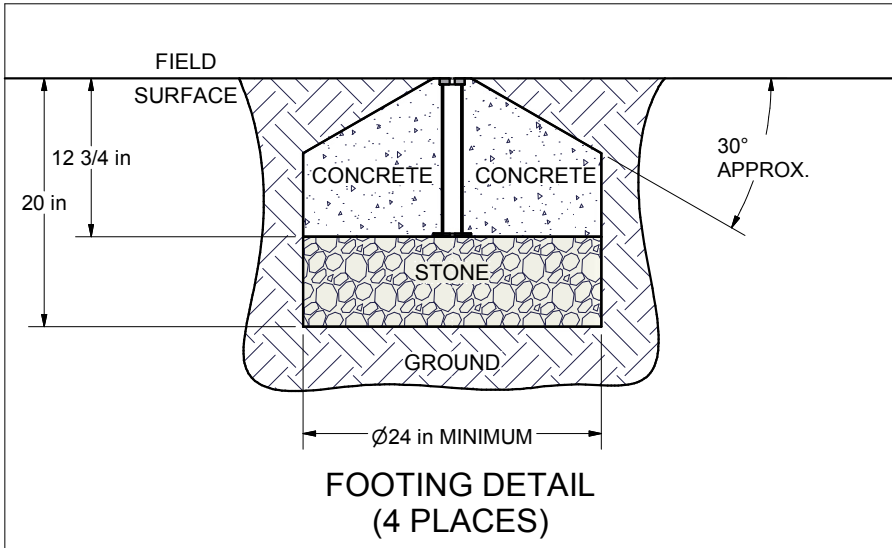 FIELD
SURFACE
12 3/4 in
20 in
CONCRETE
CONCRETE
30°
APPROX.
STONE
GROUND
Ø24 in MINIMUM
FOOTING DETAIL
(4 PLACES)